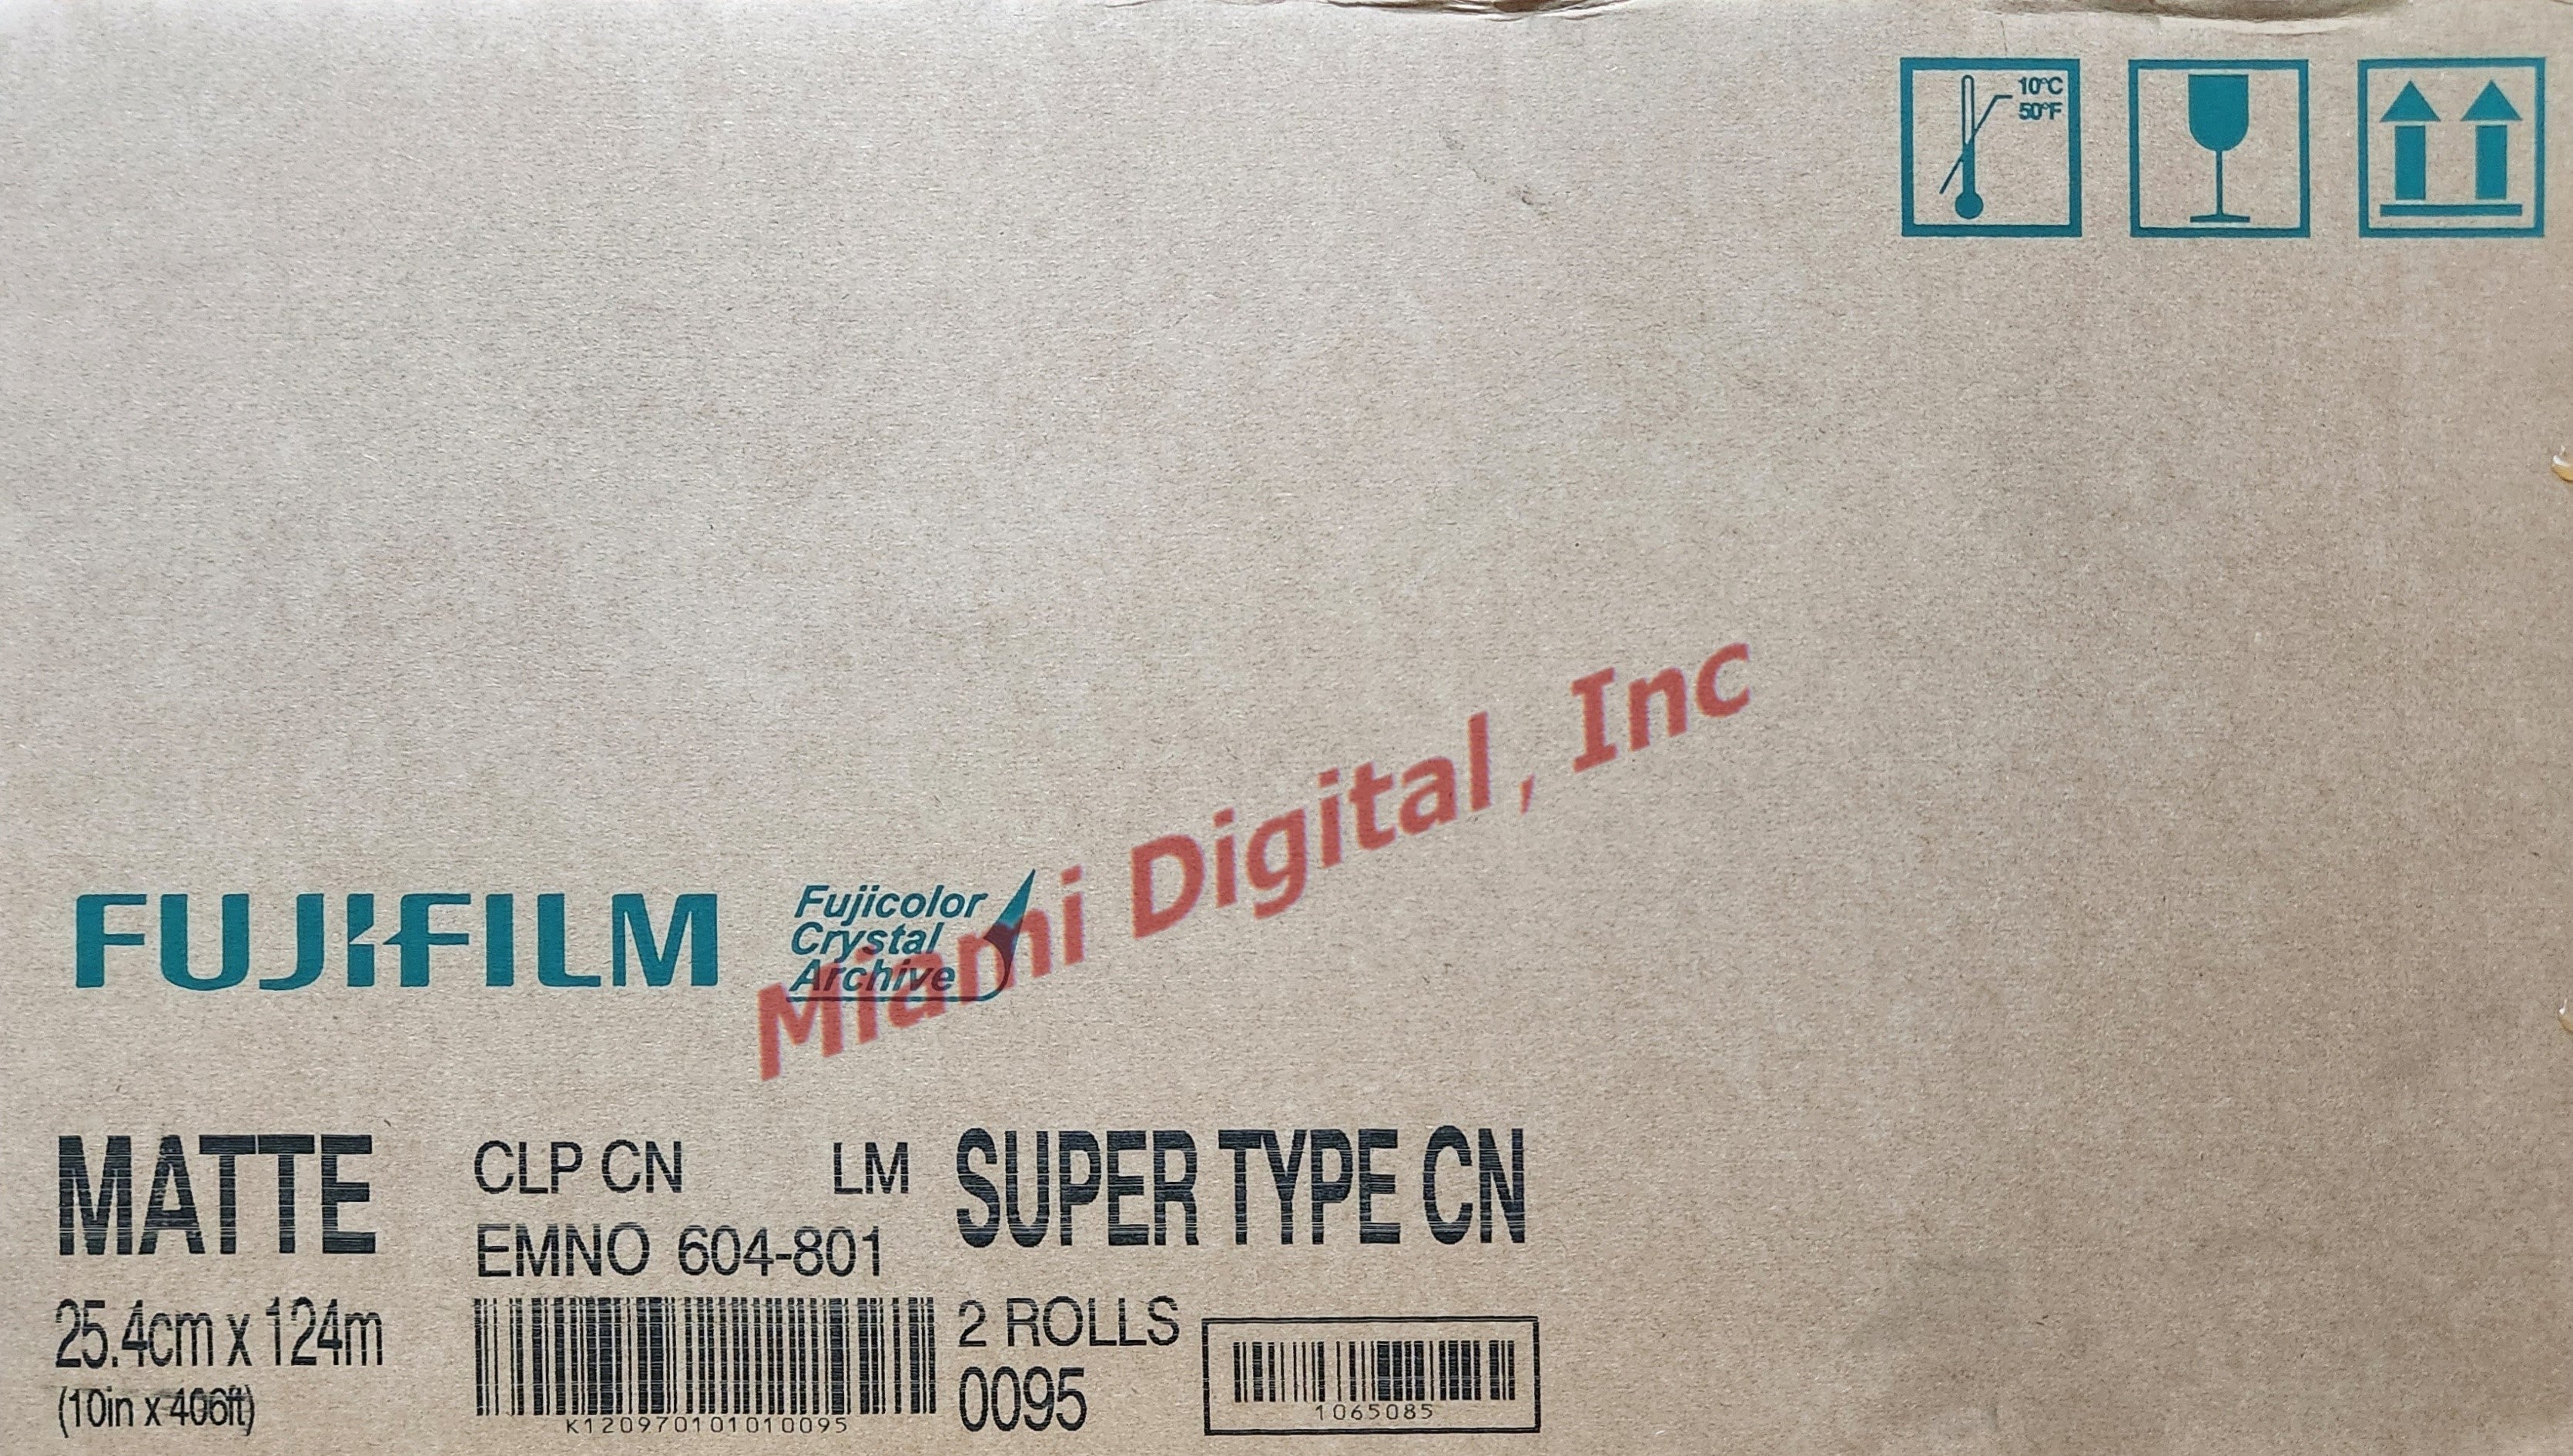 10°C
50°F
FUJIFILM
Fujicolor
Crystal
Archive
Miami Digital, Inc
MATTE
CLP CN LM
SUPER TYPE CN
EMNO 604-801
25.4cm x 124m
(10in x 406ft)
K120970101010095
2 ROLLS
0095
1065085